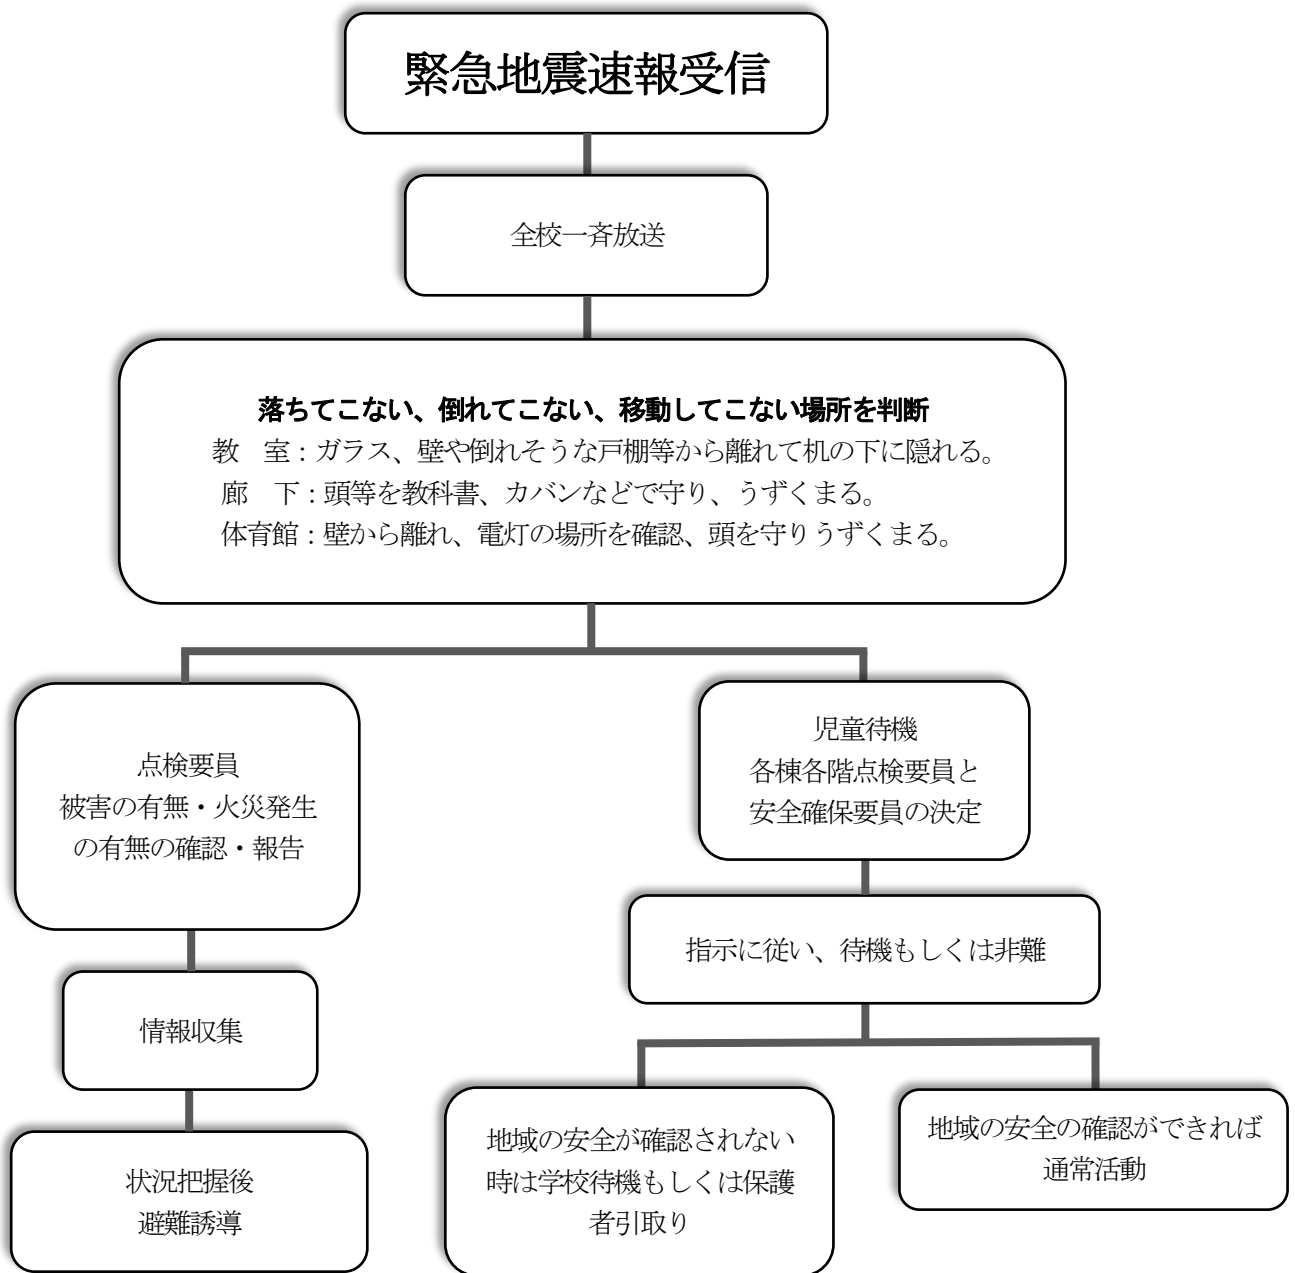 緊急地震速報受信
全校一斉放送
落ちてこない、倒れてこない、移動してこない場所を判断
教　室：ガラス、壁や倒れそうな戸棚等から離れて机の下に隠れる。
廊　下：頭等を教科書、カバンなどで守り、うずくまる。
体育館：壁から離れ、電灯の場所を確認、頭を守りうずくまる。
点検要員
被害の有無・火災発生
の有無の確認・報告
情報収集
状況把握後
避難誘導
児童待機
各棟各階点検要員と
安全確保要員の決定
指示に従い、待機もしくは非難
地域の安全が確認されない
時は学校待機もしくは保護
者引取り
地域の安全の確認ができれば
通常活動